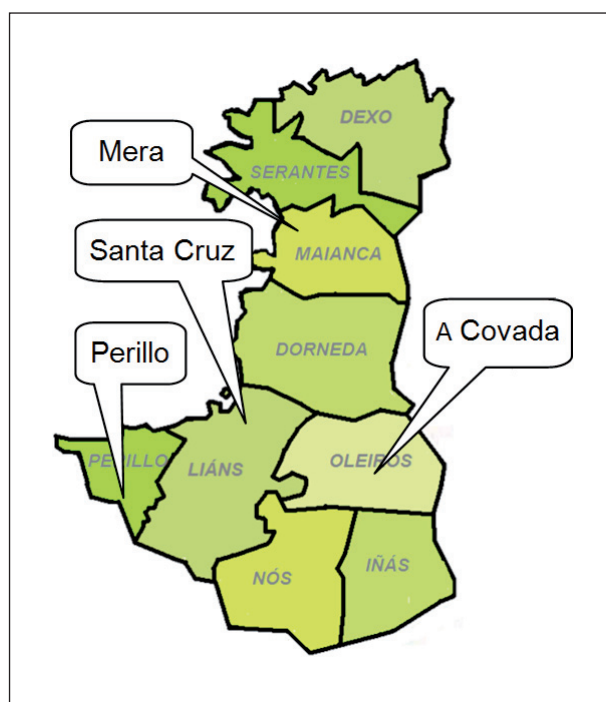 DEXO
Mera
SERANTES
Santa Cruz
MAIANCA
Perillo
DORNEDA
A Covada
PERILLO
LIÁNS
OLEIROS
NÓS
IÑÁS